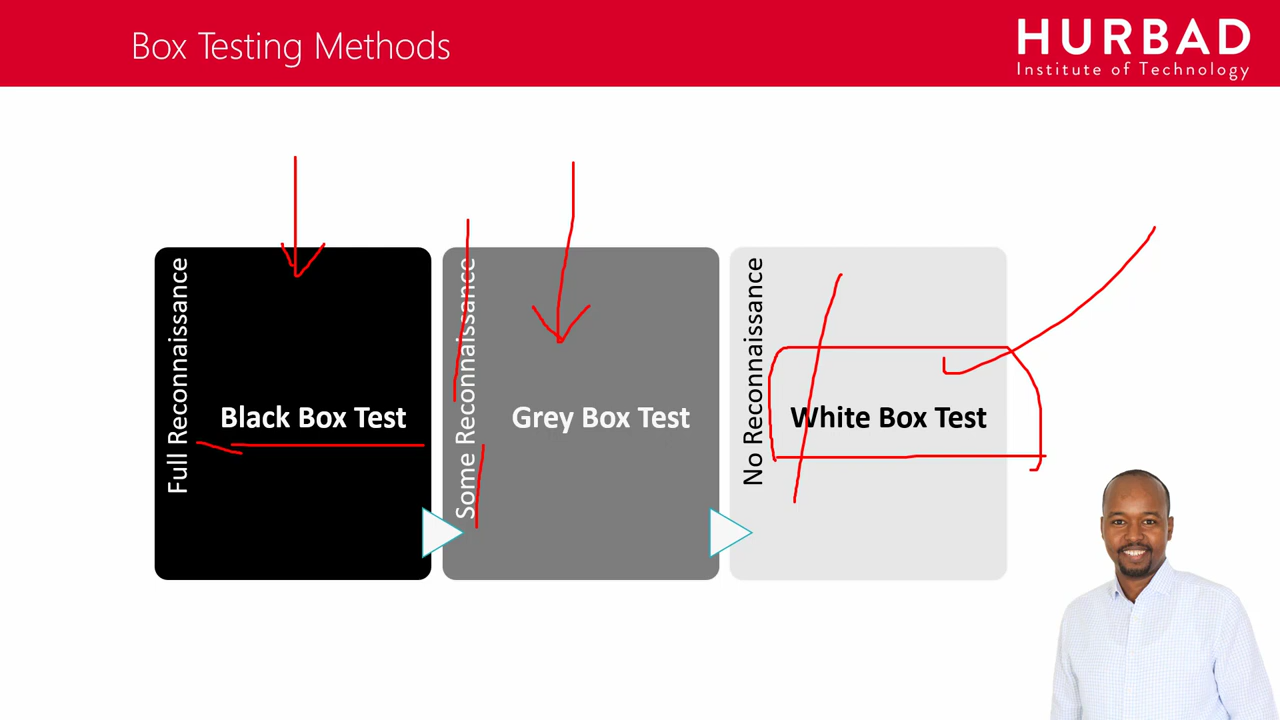 Box Testing Methods
HURBAD
Institute of Technology
Full Reconnaissance
Black Box Test
Some Reconnaissance
Grey Box Test
No Reconnaissance
White Box Test